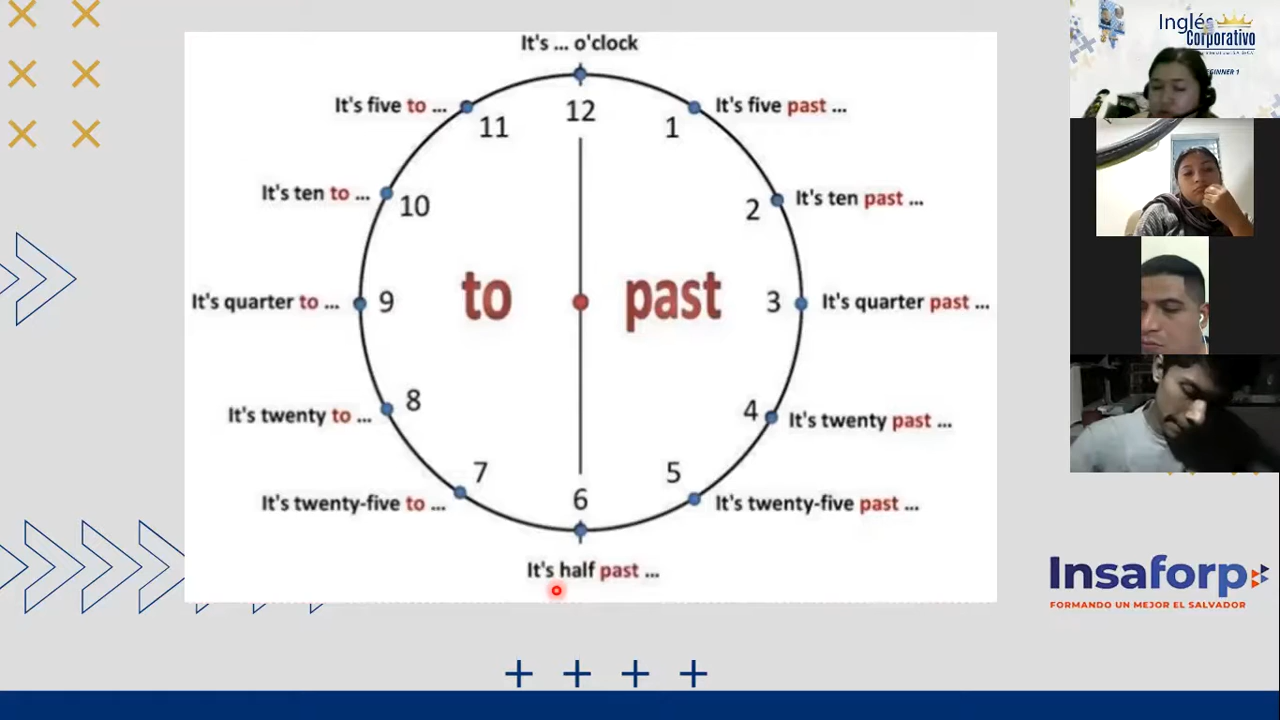 It's ... o'clock
It's five to ...
12
It's five past ...
11
1
It's ten to ...
10
2
It's ten past ...
It's quarter to ...
9
to
past
3
It's quarter past ...
It's twenty to ...
8
4
It's twenty past ...
7
5
It's twenty-five to ...
6
It's twenty-five past ...
It's half past ...
Inglés
Corporativo
Insaforp
FORMANDO UN MEJOR EL SALVADOR